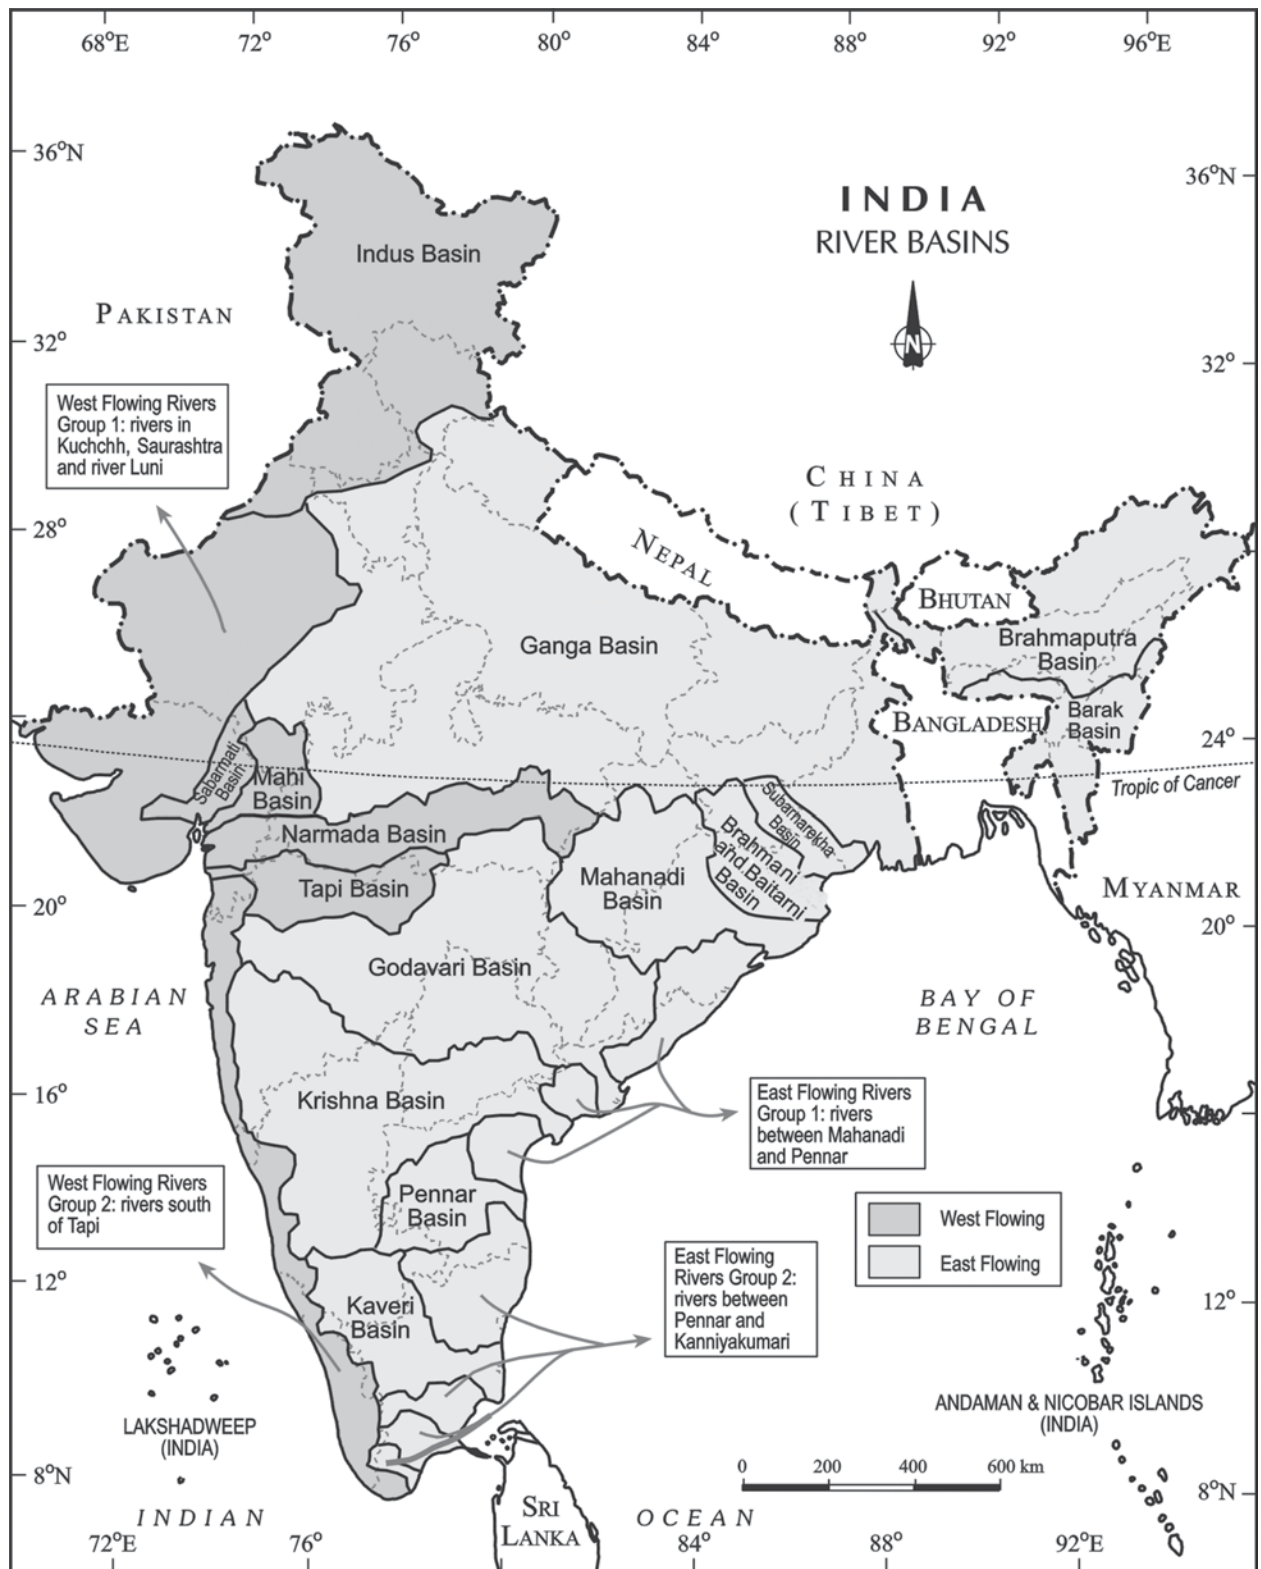 68°E 72° 76° 80° 84° 88° 92° 96°E
36°N
36°N
INDIA
RIVER BASINS
Indus Basin
N
PAKISTAN
32°
32°
West Flowing Rivers
Group 1: rivers in
Kuchchh, Saurashtra
and river Luni
CHINA
(TIBET)
28°
NEPAL
BHUTAN
Ganga Basin
Brahmaputra
Basin
BANGLADESH
Barak
Basin
24°
Sabarmati
Basin
Mahi
Basin
Tropic of Cancer
Subarnarekha
Basin
Narmada Basin
Brahmani
and Baitarni
Basin
Tapi Basin
Mahanadi
Basin
MYANMAR
20°
20°
Godavari Basin
ARABIAN
SEA
BAY OF
BENGAL
16°
Krishna Basin
East Flowing Rivers
Group 1: rivers
between Mahanadi
and Pennar
West Flowing Rivers
Group 2: rivers south
of Tapi
Pennar
Basin
West Flowing
East Flowing
East Flowing
Rivers Group 2:
rivers between
Pennar and
Kanniyakumari
12°
12°
Kaveri
Basin
LAKSHADWEEP
(INDIA)
ANDAMAN & NICOBAR ISLANDS
(INDIA)
0 200 400 600 km
8°N
8°N
INDIAN
SRI
LANKA
OCEAN
72°E 76° 84° 88° 92°E